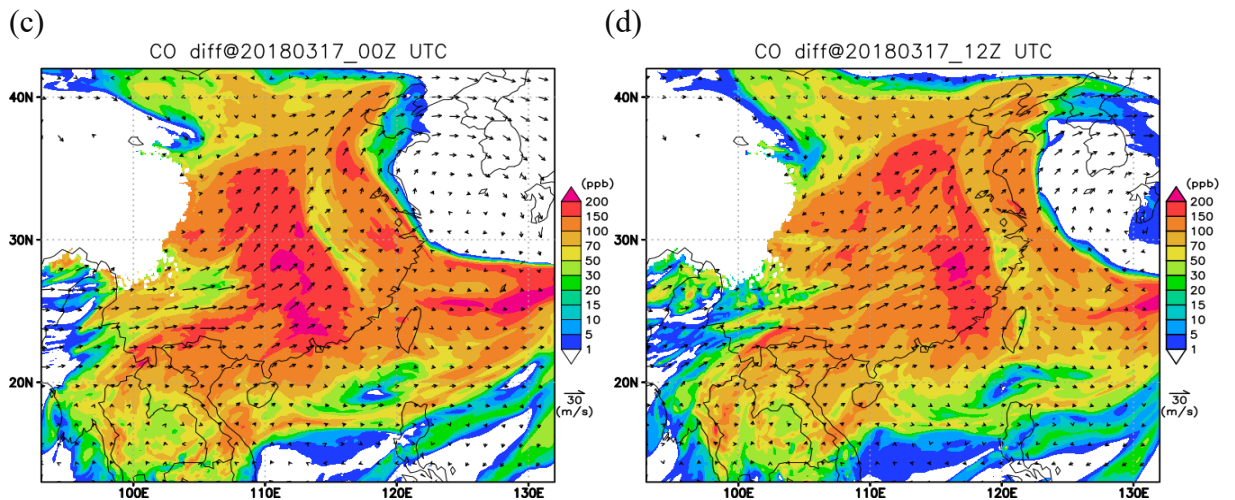 (c)
CO diff@20180317_00Z UTC
40N
30N
20N
100E
110E
120E
130E
(ppb)
200
150
100
70
50
30
20
15
10
5
1
30
(m/s)
(d)
CO diff@20180317_12Z UTC
40N
30N
20N
100E
110E
120E
130E
(ppb)
200
150
100
70
50
30
20
15
10
5
1
30
(m/s)